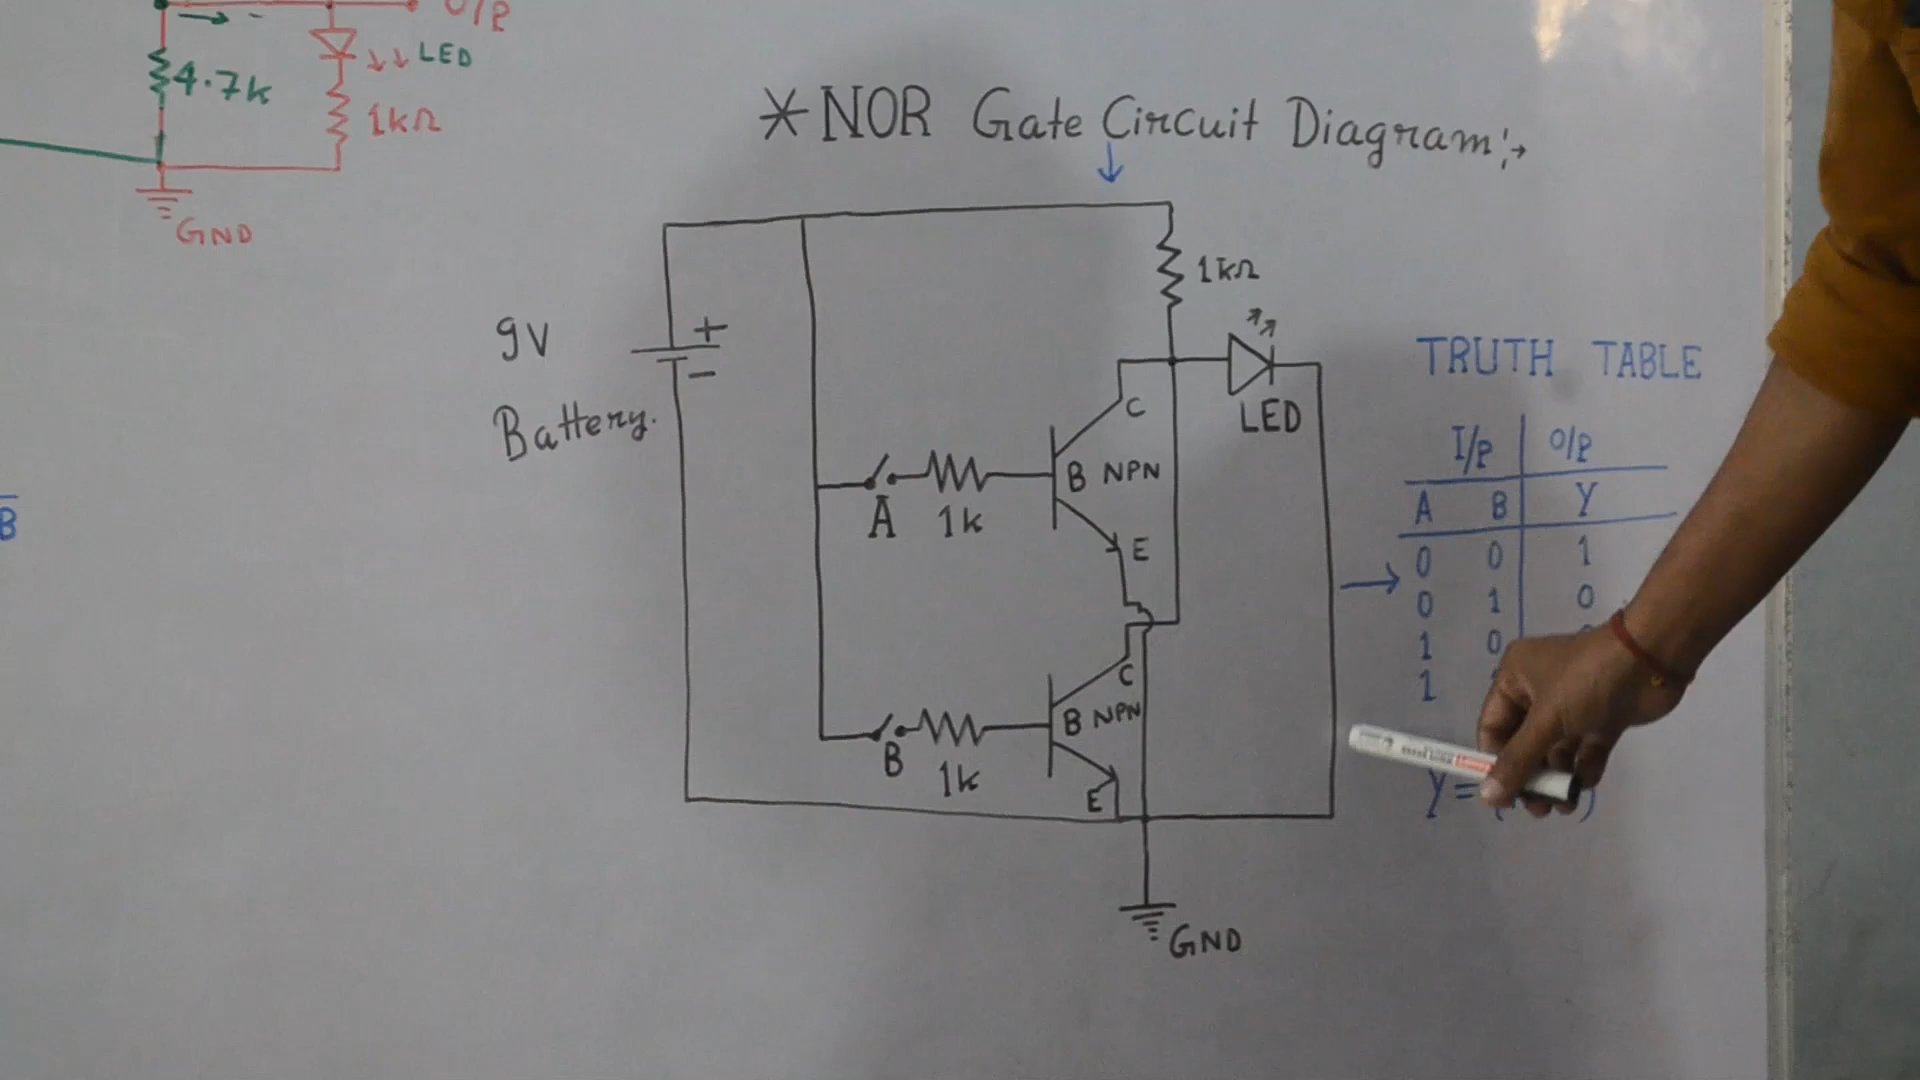 O/P
LED
4.7k
1kΩ
GND
B
*NOR Gate Circuit Diagram:→
1kΩ
9V
+
−
Battery.
LED
C
B NPN
E
A
1k
C
B NPN
E
B
1k
GND
TRUTH TABLE
I/P O/P
A B Y
0 0 1
0 1 0
1 0
1
Y = ( )